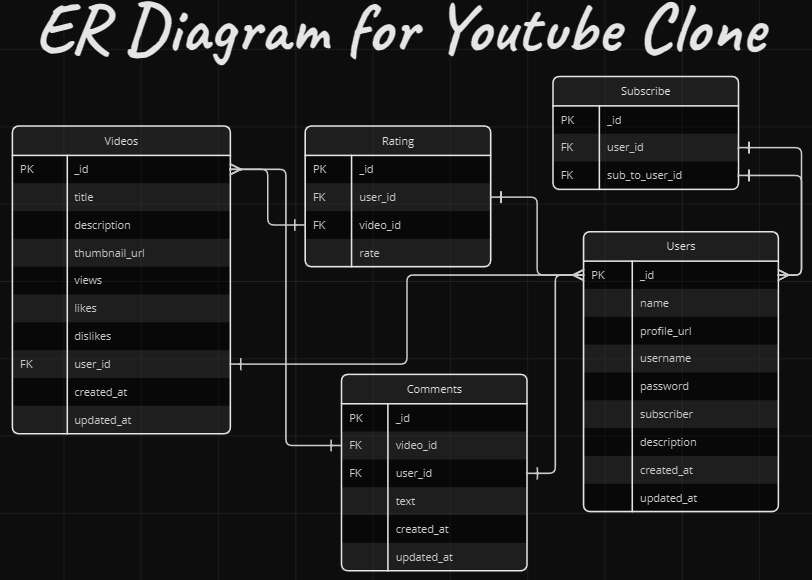 ER Diagram for Youtube Clone
Subscribe
PK _id
FK user_id
FK sub_to_user_id
Videos
PK _id
title
description
thumbnail_url
views
likes
dislikes
FK user_id
created_at
updated_at
Rating
PK _id
FK user_id
FK video_id
rate
Users
PK _id
name
profile_url
username
password
subscriber
description
created_at
updated_at
Comments
PK _id
FK video_id
FK user_id
text
created_at
updated_at